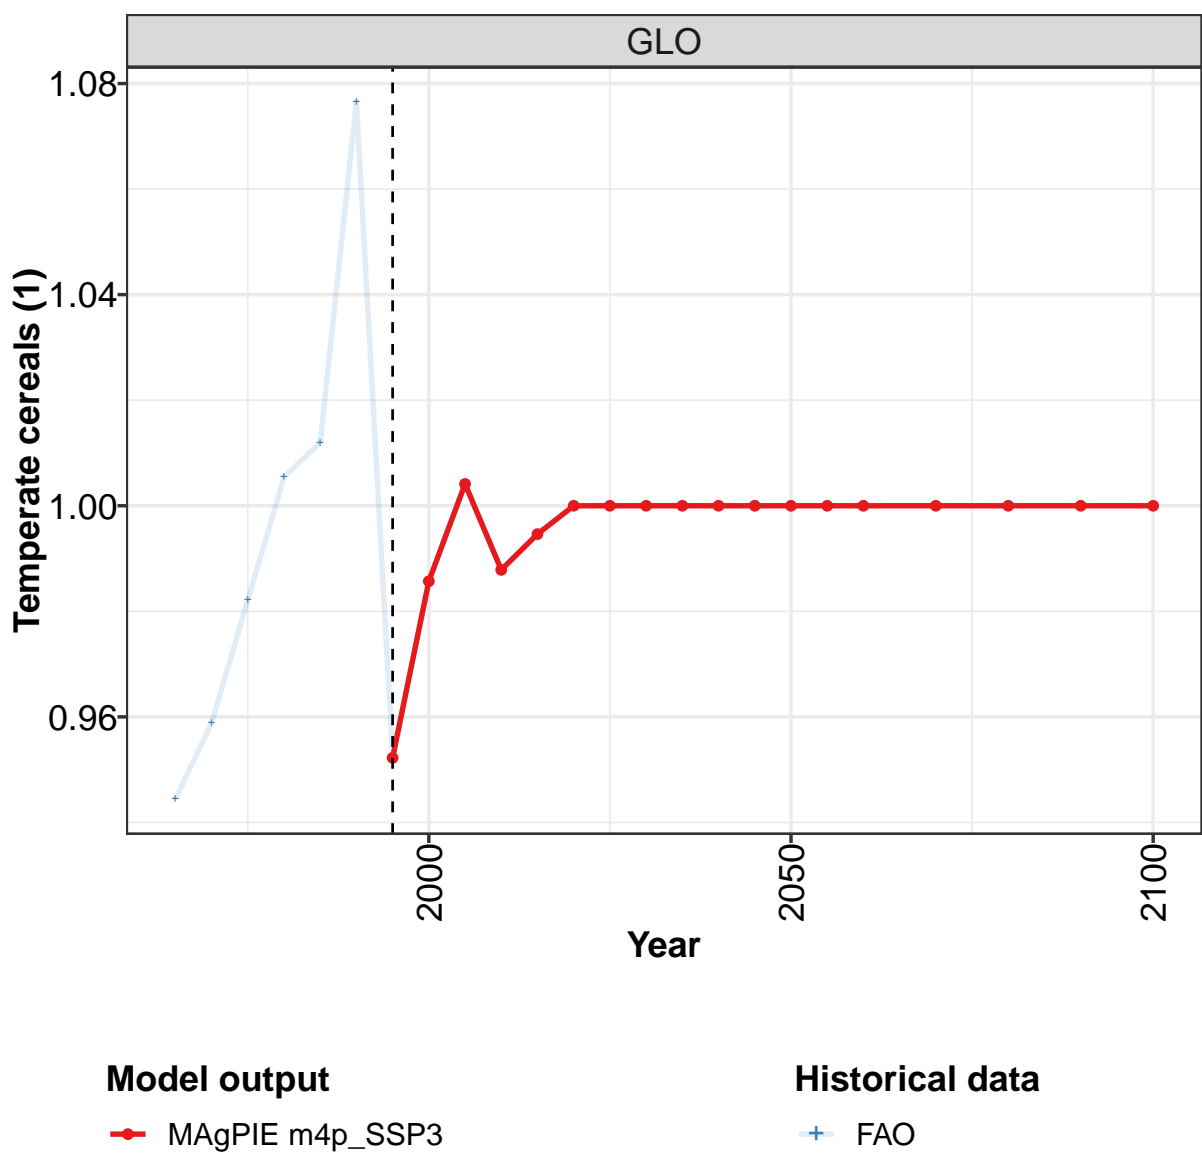 GLO
1.08
1.04
1.00
0.96
Temperate cereals (1)
2000
2050
2100
Year
Model output
MAgPIE m4p_SSP3
Historical data
FAO